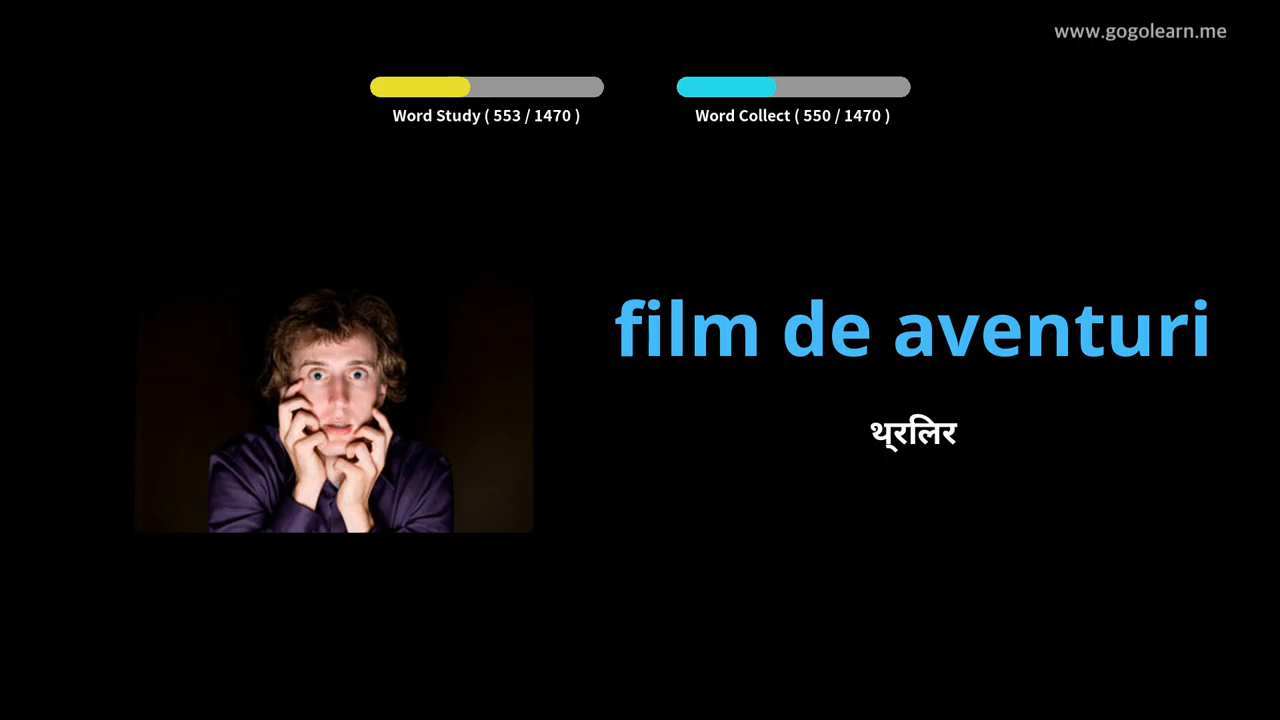 www.gogolearn.me
Word Study ( 553 / 1470 )
Word Collect ( 550 / 1470 )
film de aventuri
थ्रलिर